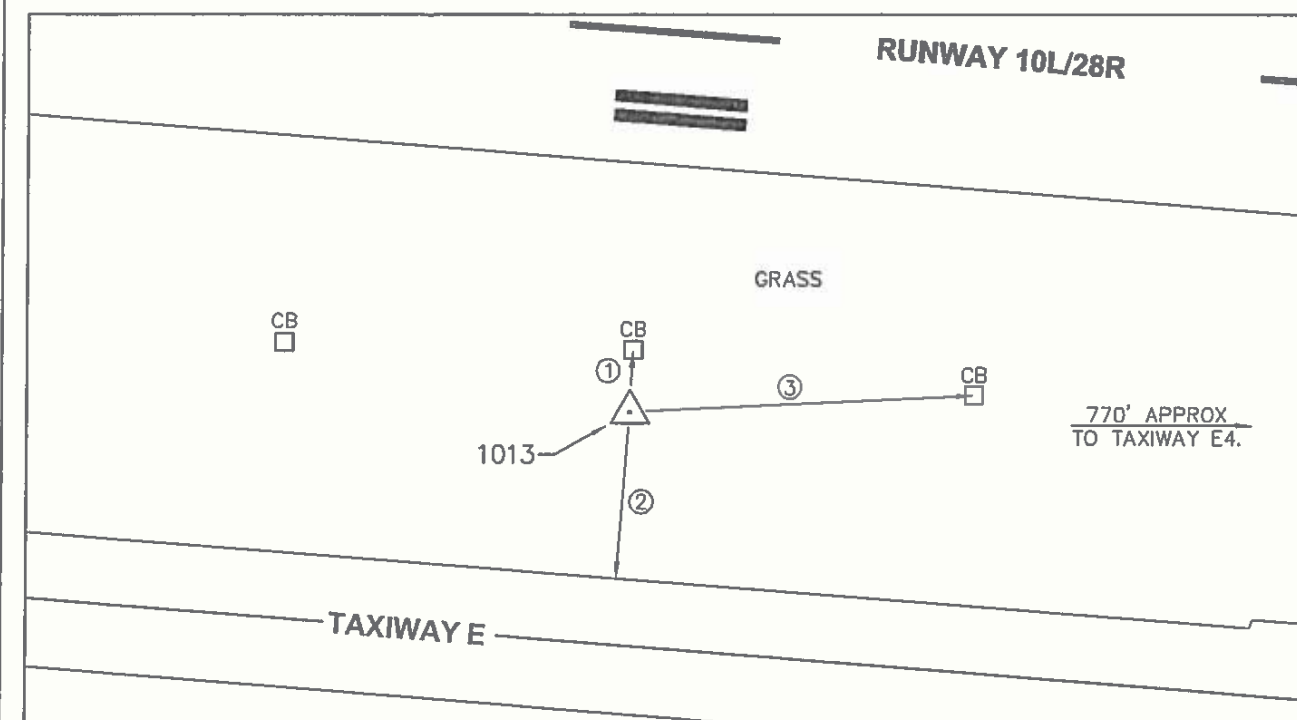 RUNWAY 10L/28R
GRASS
CB
CB
①
③
CB
770' APPROX
TO TAXIWAY E4.
1013
②
TAXIWAY E